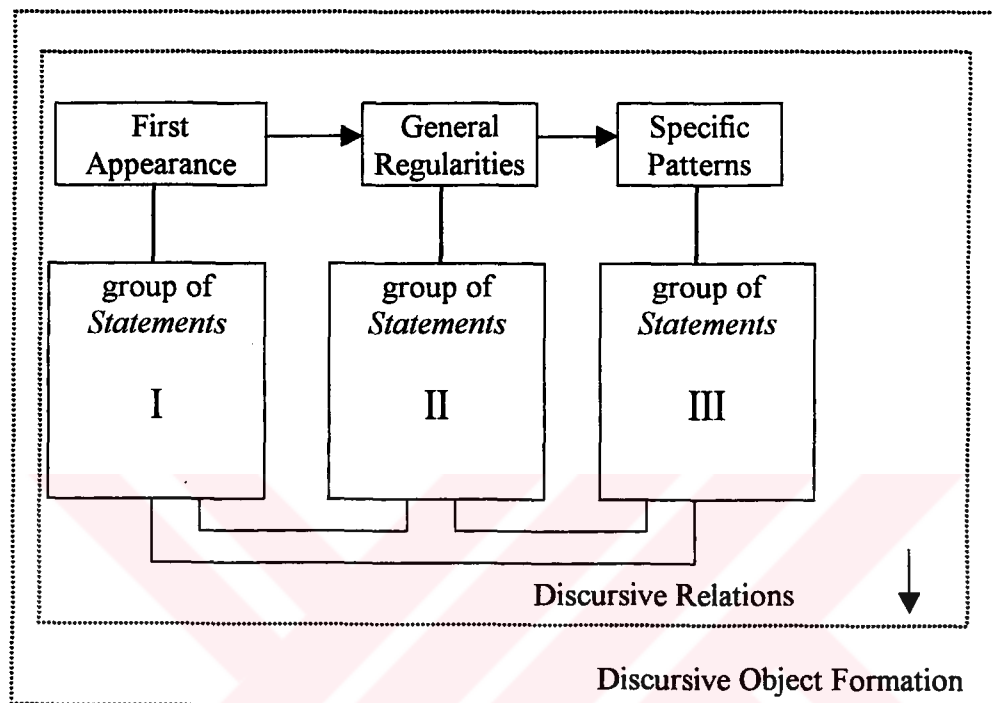 First
Appearance
General
Regularities
Specific
Patterns
group of
Statements
I
group of
Statements
II
group of
Statements
III
Discursive Relations
Discursive Object Formation